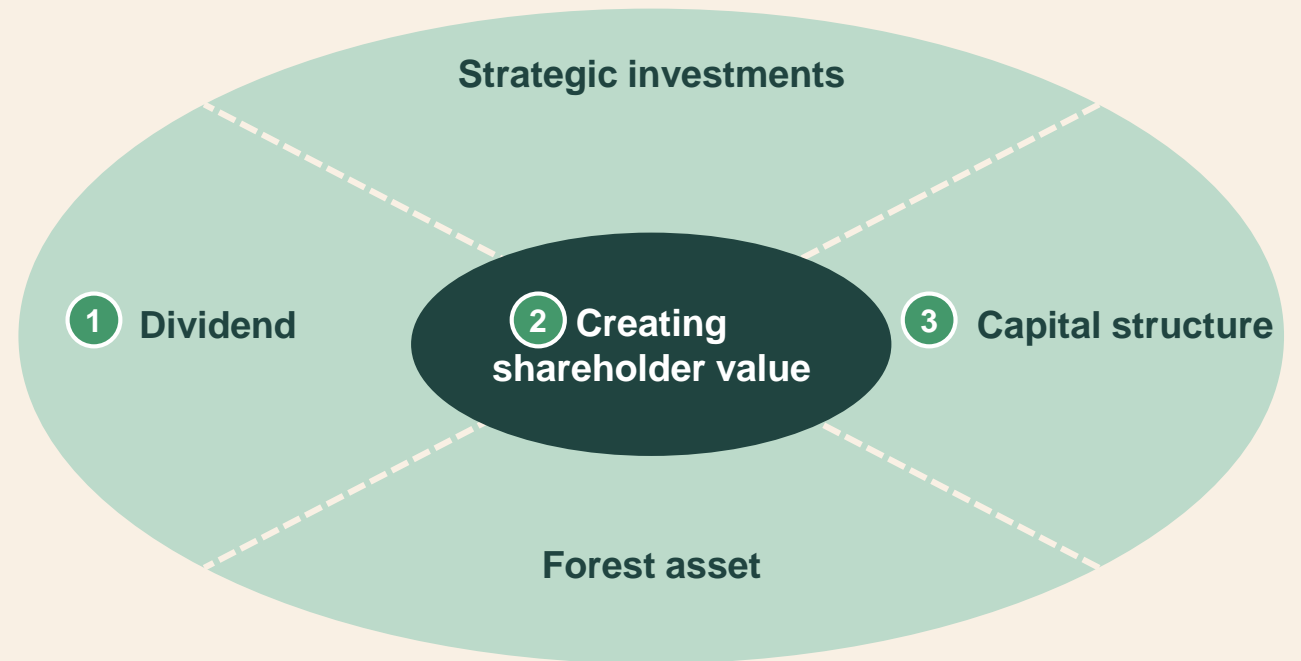 Strategic investments
1 Dividend
2 Creating
shareholder value
3 Capital structure
Forest asset